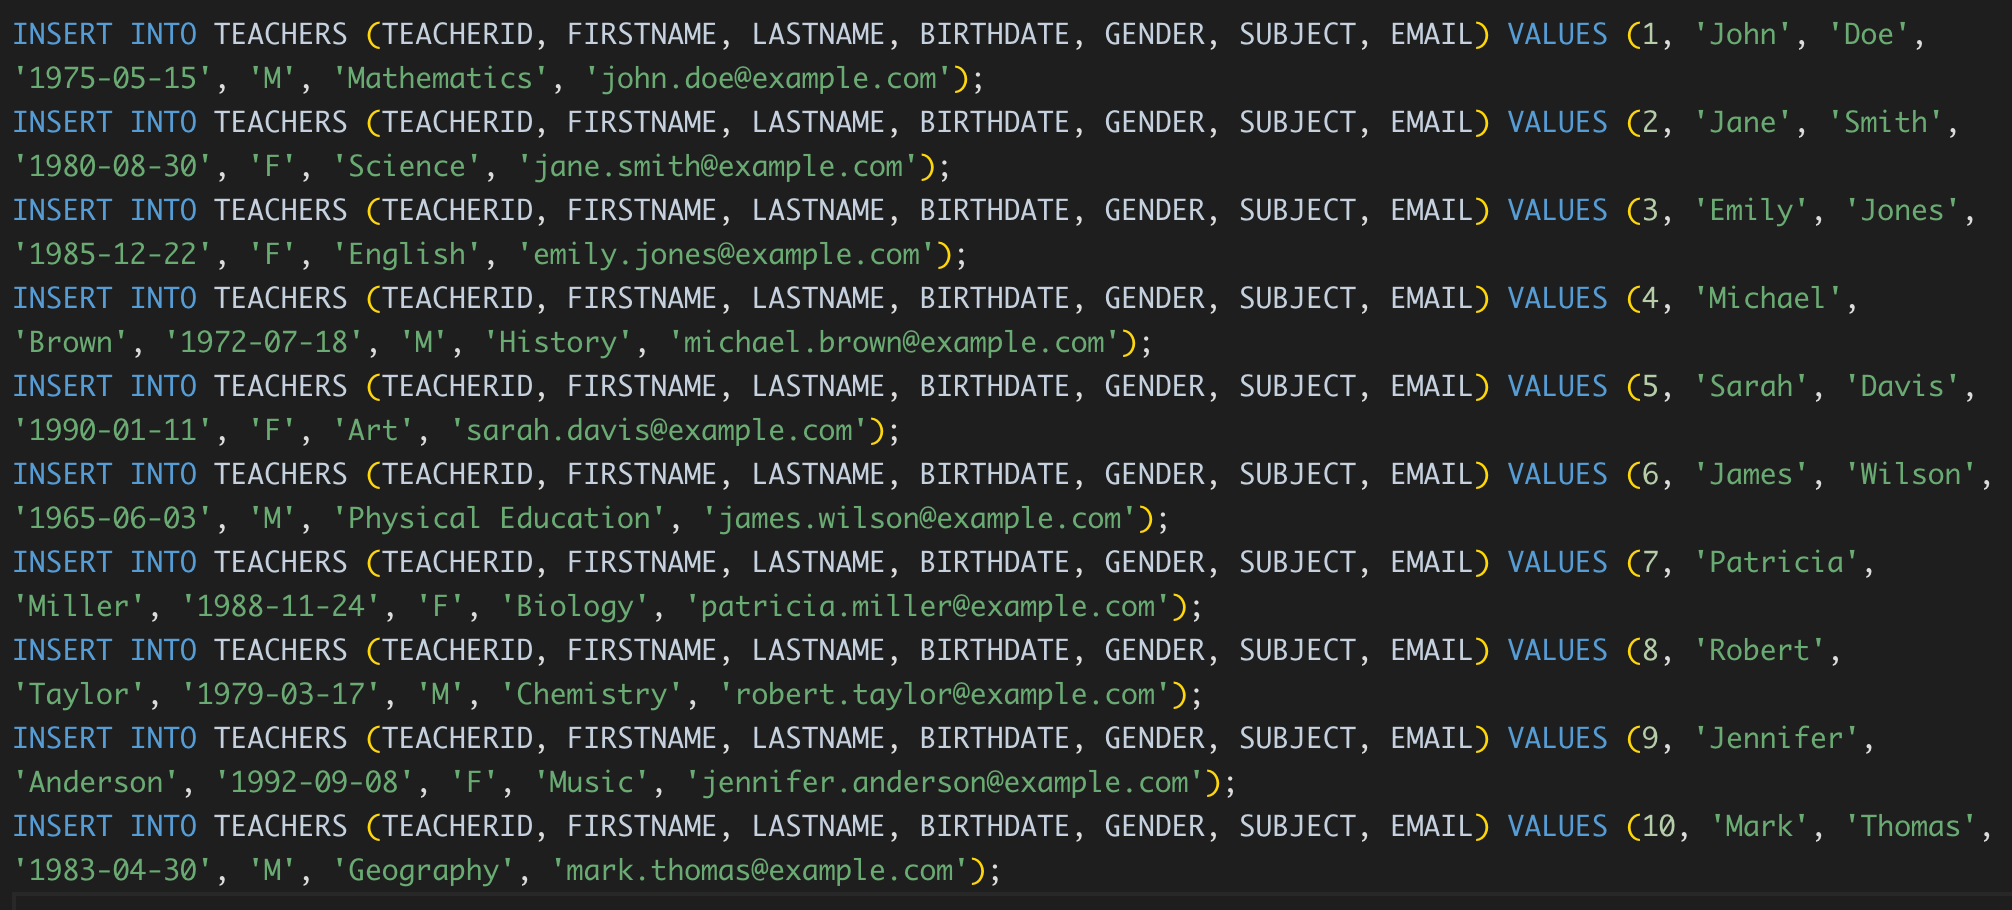 INSERT INTO TEACHERS (TEACHERID, FIRSTNAME, LASTNAME, BIRTHDATE, GENDER, SUBJECT, EMAIL) VALUES (1, 'John', 'Doe',
'1975-05-15', 'M', 'Mathematics', 'john.doe@example.com');
INSERT INTO TEACHERS (TEACHERID, FIRSTNAME, LASTNAME, BIRTHDATE, GENDER, SUBJECT, EMAIL) VALUES (2, 'Jane', 'Smith',
'1980-08-30', 'F', 'Science', 'jane.smith@example.com');
INSERT INTO TEACHERS (TEACHERID, FIRSTNAME, LASTNAME, BIRTHDATE, GENDER, SUBJECT, EMAIL) VALUES (3, 'Emily', 'Jones',
'1985-12-22', 'F', 'English', 'emily.jones@example.com');
INSERT INTO TEACHERS (TEACHERID, FIRSTNAME, LASTNAME, BIRTHDATE, GENDER, SUBJECT, EMAIL) VALUES (4, 'Michael',
'Brown', '1972-07-18', 'M', 'History', 'michael.brown@example.com');
INSERT INTO TEACHERS (TEACHERID, FIRSTNAME, LASTNAME, BIRTHDATE, GENDER, SUBJECT, EMAIL) VALUES (5, 'Sarah', 'Davis',
'1990-01-11', 'F', 'Art', 'sarah.davis@example.com');
INSERT INTO TEACHERS (TEACHERID, FIRSTNAME, LASTNAME, BIRTHDATE, GENDER, SUBJECT, EMAIL) VALUES (6, 'James', 'Wilson',
'1965-06-03', 'M', 'Physical Education', 'james.wilson@example.com');
INSERT INTO TEACHERS (TEACHERID, FIRSTNAME, LASTNAME, BIRTHDATE, GENDER, SUBJECT, EMAIL) VALUES (7, 'Patricia',
'Miller', '1988-11-24', 'F', 'Biology', 'patricia.miller@example.com');
INSERT INTO TEACHERS (TEACHERID, FIRSTNAME, LASTNAME, BIRTHDATE, GENDER, SUBJECT, EMAIL) VALUES (8, 'Robert',
'Taylor', '1979-03-17', 'M', 'Chemistry', 'robert.taylor@example.com');
INSERT INTO TEACHERS (TEACHERID, FIRSTNAME, LASTNAME, BIRTHDATE, GENDER, SUBJECT, EMAIL) VALUES (9, 'Jennifer',
'Anderson', '1992-09-08', 'F', 'Music', 'jennifer.anderson@example.com');
INSERT INTO TEACHERS (TEACHERID, FIRSTNAME, LASTNAME, BIRTHDATE, GENDER, SUBJECT, EMAIL) VALUES (10, 'Mark', 'Thomas',
'1983-04-30', 'M', 'Geography', 'mark.thomas@example.com');